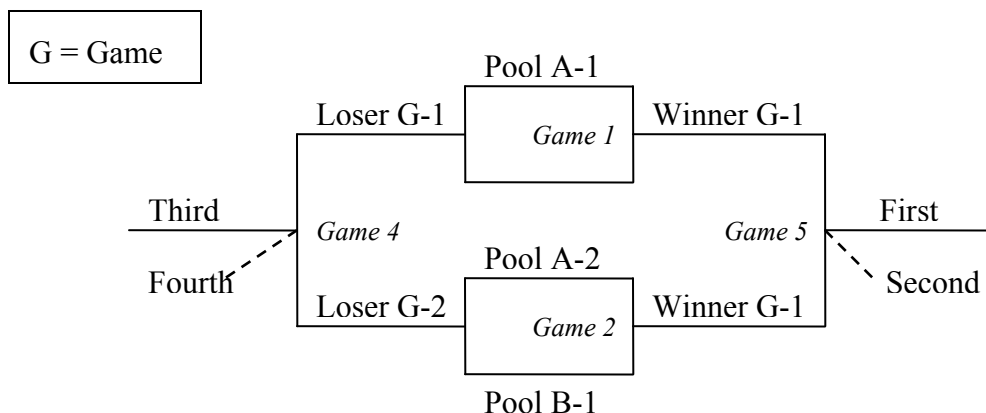 G = Game
Pool A-1
Loser G-1
Game 1
Winner G-1
Third
Game 4
Game 5
First
Fourth
Pool A-2
Second
Loser G-2
Game 2
Winner G-1
Pool B-1